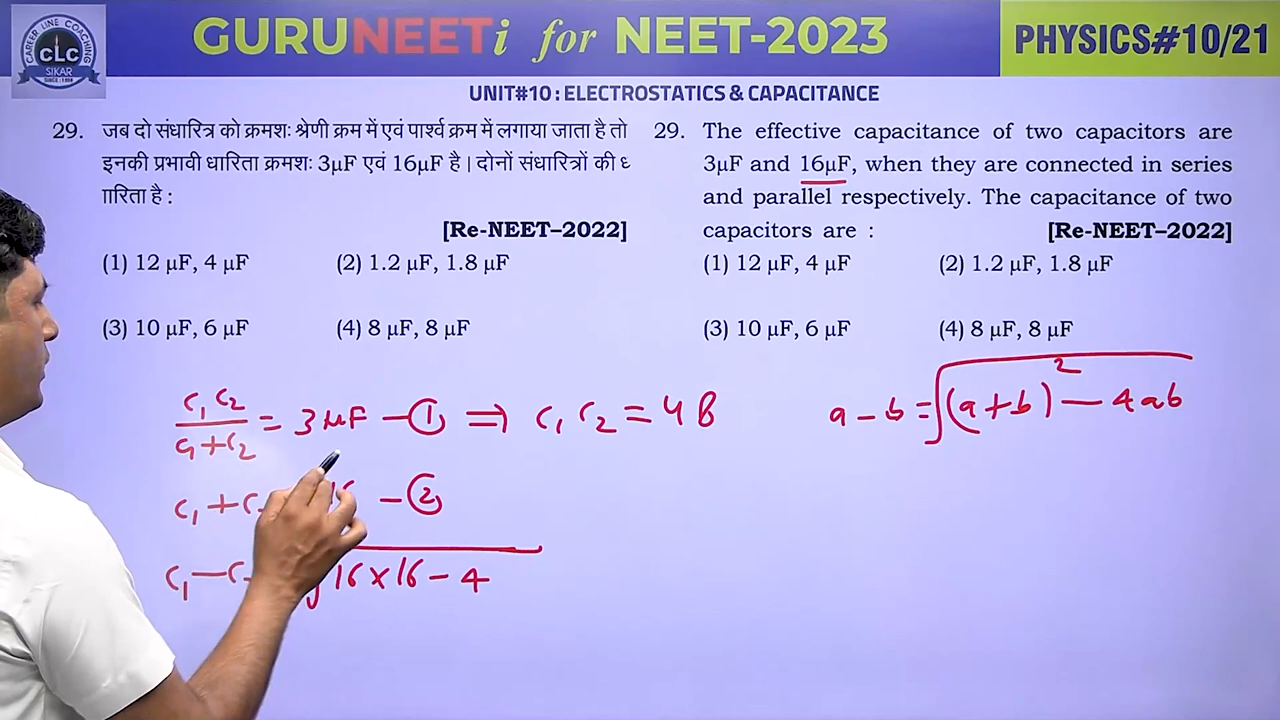 CAREER LINE COACHING
CLC
SIKAR
SINCE : 1996
GURUNEETi for NEET-2023
PHYSICS#10/21
UNIT#10 : ELECTROSTATICS & CAPACITANCE
29. जब दो संधारित्र को क्रमशः श्रेणी क्रम में एवं पार्श्व क्रम में लगाया जाता है तो
इनकी प्रभावी धारिता क्रमशः 3μF एवं 16μF है। दोनों संधारित्रों की ध
ारिता है :
[Re-NEET–2022]
(1) 12 μF, 4 μF (2) 1.2 μF, 1.8 μF
(3) 10 μF, 6 μF (4) 8 μF, 8 μF
29. The effective capacitance of two capacitors are
3μF and 16μF, when they are connected in series
and parallel respectively. The capacitance of two
capacitors are : [Re-NEET–2022]
(1) 12 μF, 4 μF (2) 1.2 μF, 1.8 μF
(3) 10 μF, 6 μF (4) 8 μF, 8 μF
C₁C₂/C₁+C₂ = 3μF – ① ⇒ C₁C₂ = 48
C₁ + C 16 – ②
C₁ – C √16×16 – 4
a – b = √(a+b)² – 4ab